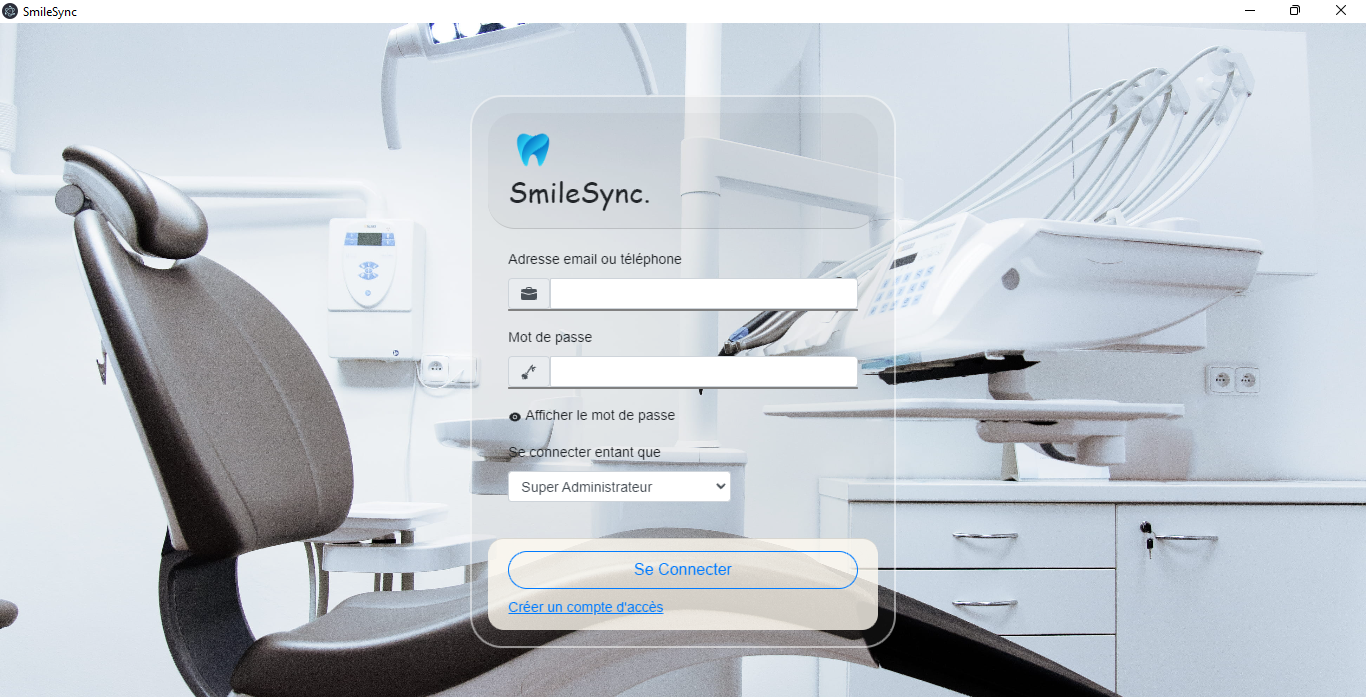 SmileSync
SmileSync.
Adresse email ou téléphone
Mot de passe
Afficher le mot de passe
Se connecter entant que
Super Administrateur
Se Connecter
Créer un compte d'accès